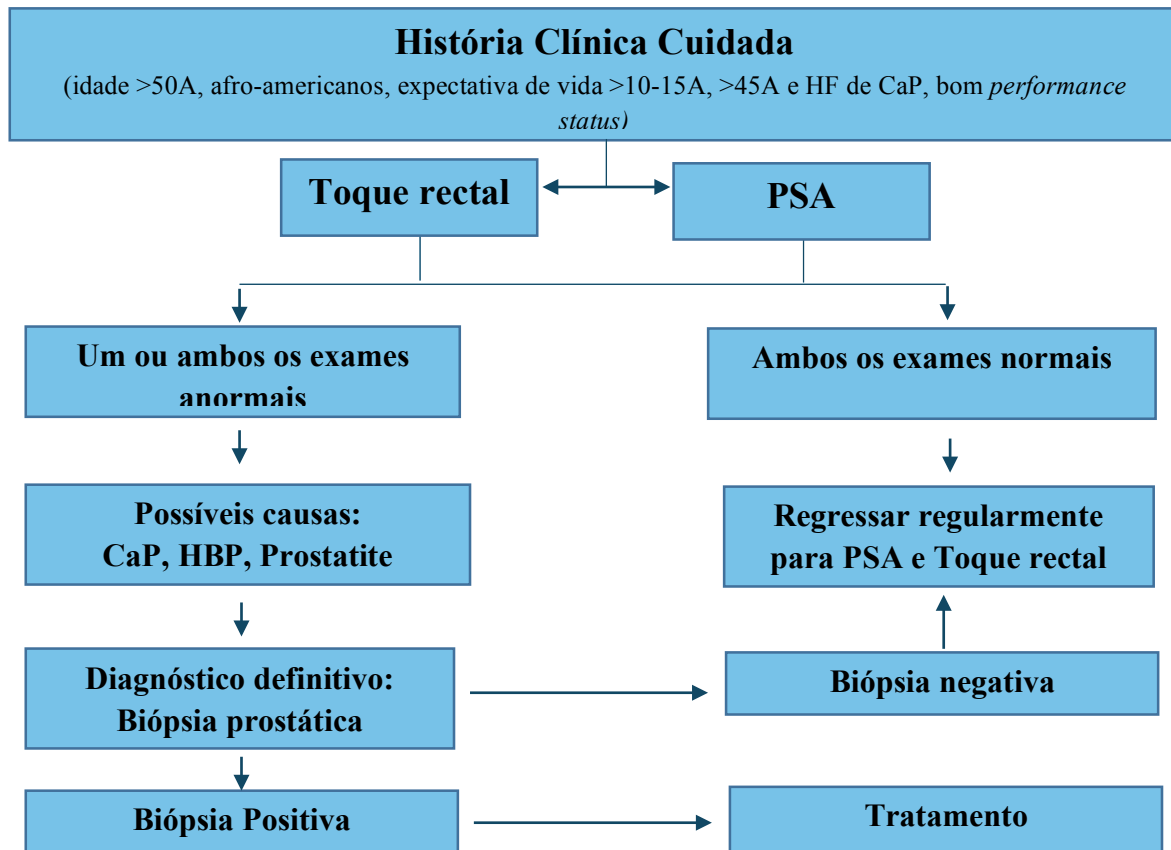 História Clínica Cuidada
(idade >50A, afro-americanos, expectativa de vida >10-15A, >45A e HF de CaP, bom performance
status)
Toque rectal
PSA
Um ou ambos os exames
anormais
Ambos os exames normais
Possíveis causas:
CaP, HBP, Prostatite
Regressar regularmente
para PSA e Toque rectal
Diagnóstico definitivo:
Biópsia prostática
Biópsia negativa
Biópsia Positiva
Tratamento